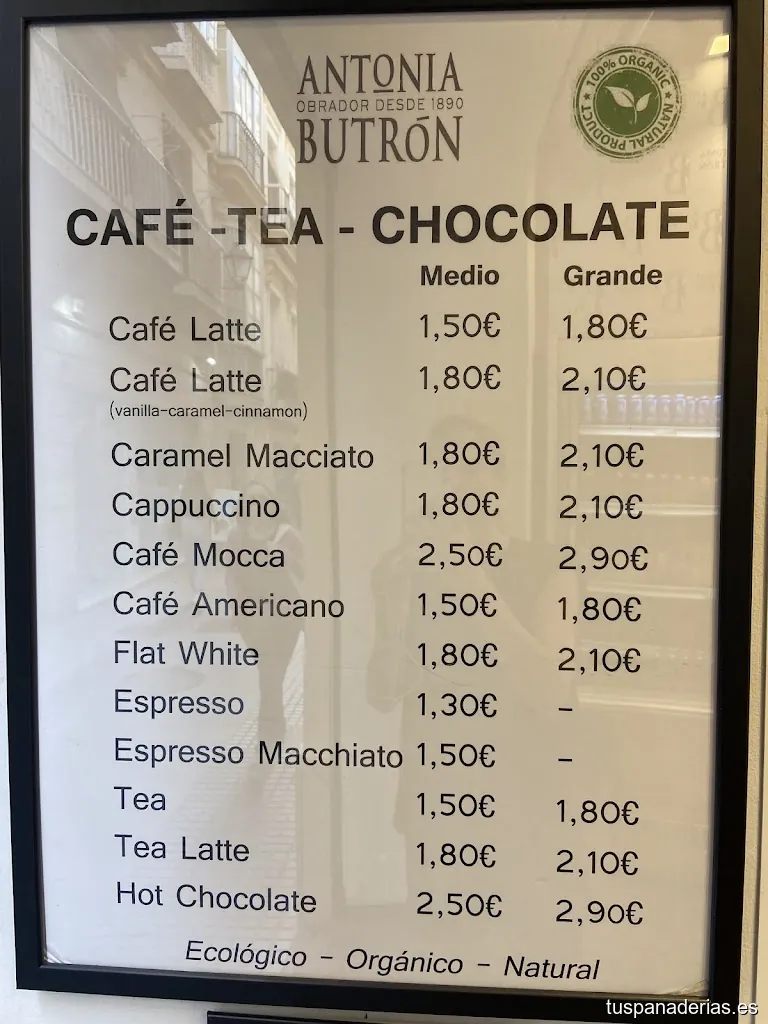 ANTONIA
OBRADOR DESDE 1890
BUTRÓN
100% ORGANIC
NATURAL PRODUCT
CAFÉ -TEA - CHOCOLATE
Medio Grande
Café Latte 1,50€ 1,80€
Café Latte 1,80€ 2,10€
(vanilla-caramel-cinnamon)
Caramel Macciato 1,80€ 2,10€
Cappuccino 1,80€ 2,10€
Café Mocca 2,50€ 2,90€
Café Americano 1,50€ 1,80€
Flat White 1,80€ 2,10€
Espresso 1,30€ -
Espresso Macchiato 1,50€ -
Tea 1,50€ 1,80€
Tea Latte 1,80€ 2,10€
Hot Chocolate 2,50€ 2,90€
Ecológico - Orgánico - Natural
tuspanaderias.es